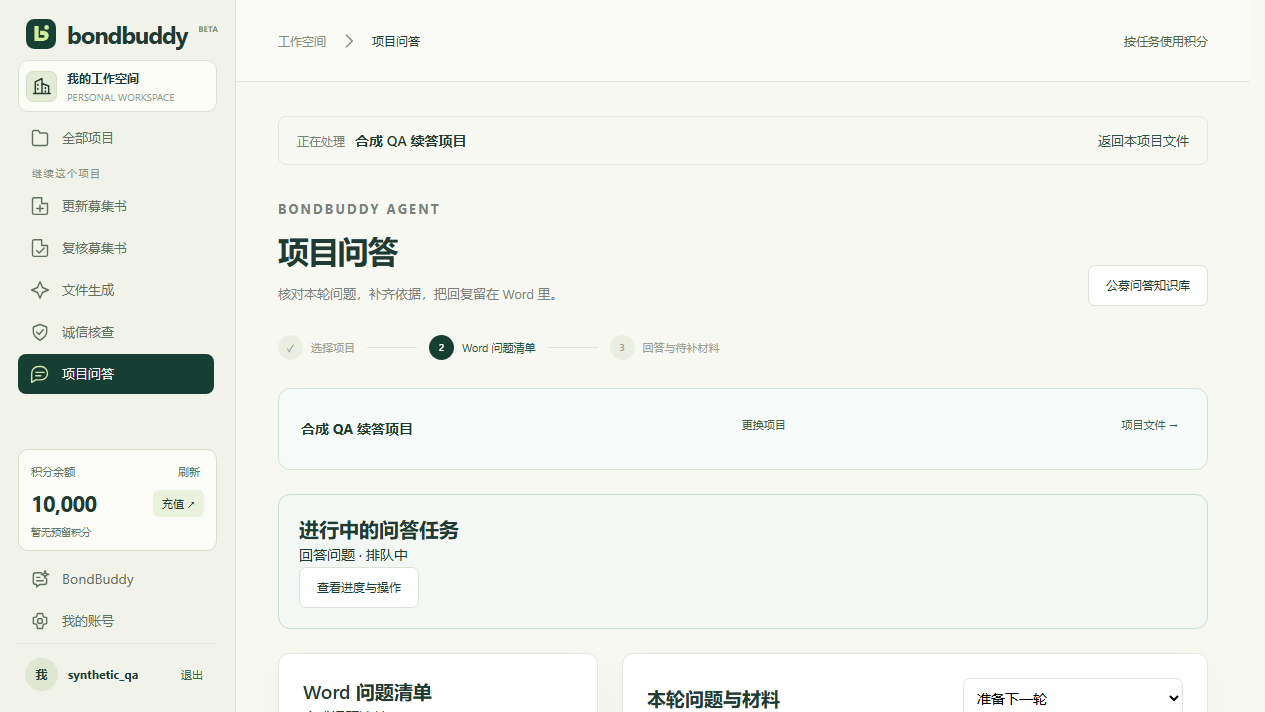 bondbuddy BETA
我的工作空间
PERSONAL WORKSPACE
全部项目
继续这个项目
更新募集书
复核募集书
文件生成
诚信核查
项目问答
积分余额 刷新
10,000 充值 ↗
暂无预留积分
BondBuddy
我的账号
我 synthetic_qa 退出
工作空间 项目问答 按任务使用积分
正在处理 合成 QA 续答项目 返回本项目文件
BONDBUDDY AGENT
项目问答
核对本轮问题，补齐依据，把回复留在 Word 里。
公募问答知识库
✓ 选择项目 2 Word 问题清单 3 回答与待补材料
合成 QA 续答项目 更换项目 项目文件 →
进行中的问答任务
回答问题 · 排队中
查看进度与操作
Word 问题清单
本轮问题与材料 准备下一轮